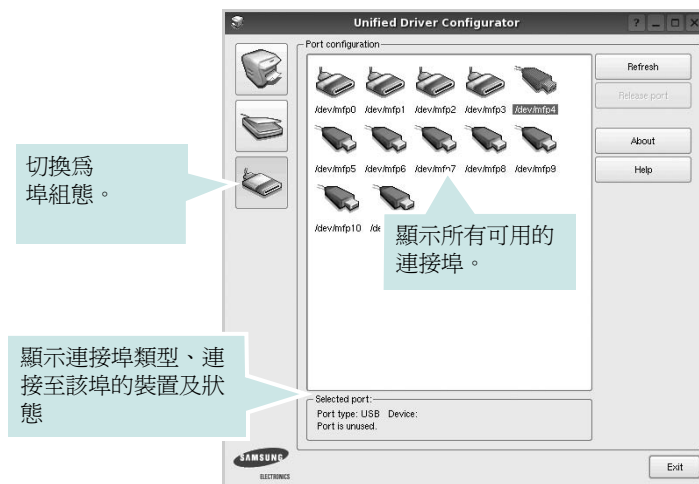 Unified Driver Configurator
Port configuration
/dev/mfp0 /dev/mfp1 /dev/mfp2 /dev/mfp3 /dev/mfp4
/dev/mfp5 /dev/mfp6 /dev/mfp7 /dev/mfp8 /dev/mfp9
/dev/mfp10
Refresh
Release port
About
Help
切換爲
埠組態。
顯示所有可用的
連接埠。
顯示連接埠類型、連
接至該埠的裝置及狀
態
Selected port:
Port type: USB Device:
Port is unused.
SAMSUNG
ELECTRONICS
Exit